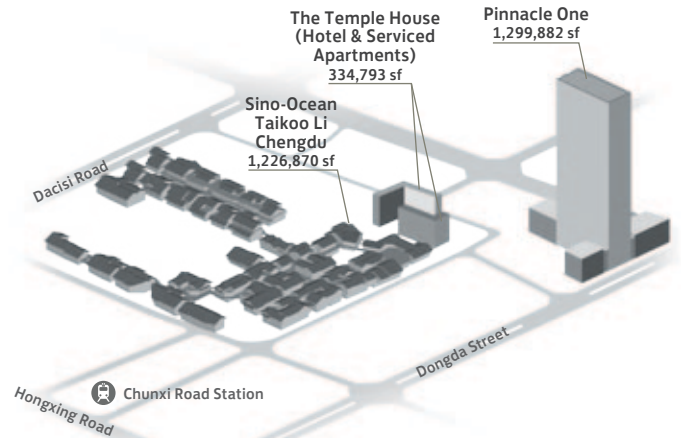 The Temple House
(Hotel & Serviced
Apartments)
334,793 sf
Pinnacle One
1,299,882 sf
Sino-Ocean
Taikoo Li
Chengdu
1,226,870 sf
Dacisi Road
Dongda Street
Chunxi Road Station
Hongxing Road